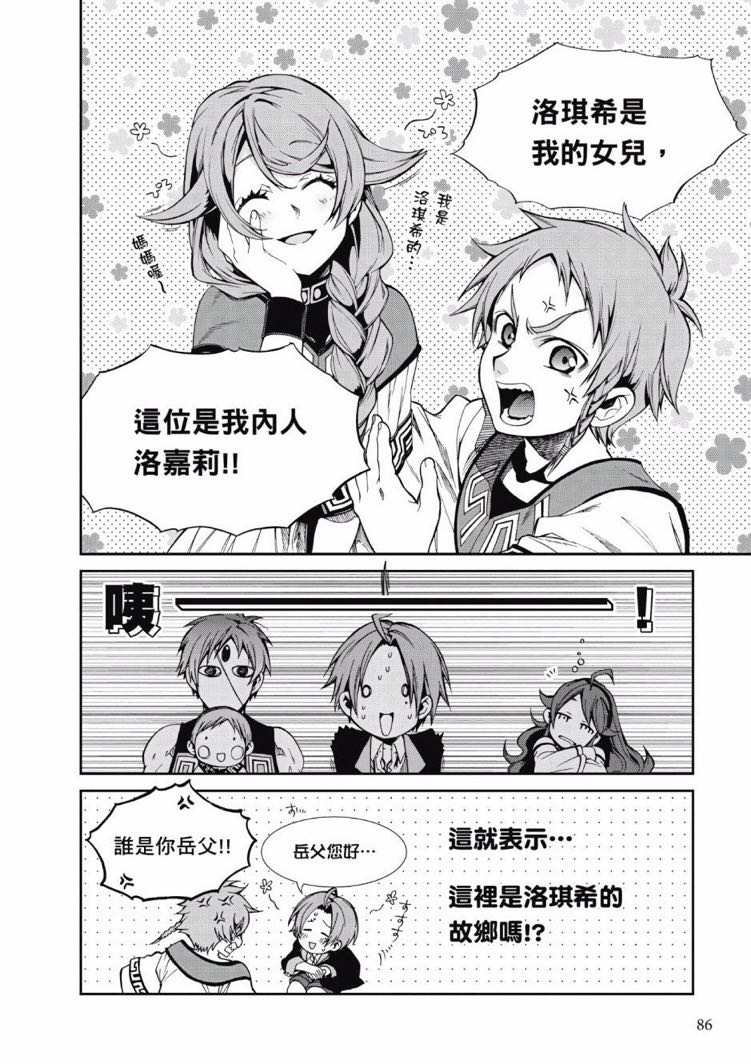 洛琪希是
我的女兒，
我是
洛琪希的…
媽媽喔～
這位是我內人
洛嘉莉!!
咦——!
這就表示…
這裡是洛琪希的
故鄉嗎!?
岳父您好…
誰是你岳父!!
86